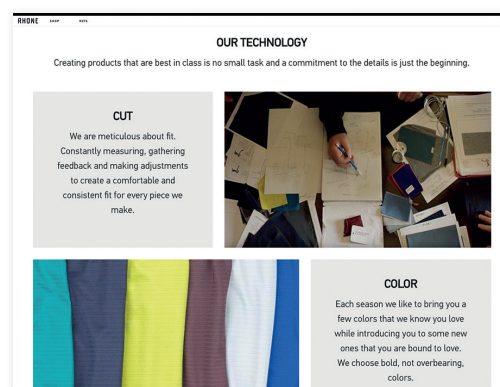 RHONE SHOP
OUR TECHNOLOGY
Creating products that are best in class is no small task and a commitment to the details is just the beginning.
CUT
We are meticulous about fit.
Constantly measuring, gathering
feedback and making adjustments
to create a comfortable and
consistent fit for every piece we
make.
COLOR
Each season we like to bring you a
few colors that we know you love
while introducing you to some new
ones that you are bound to love.
We choose bold, not overbearing,
colors.